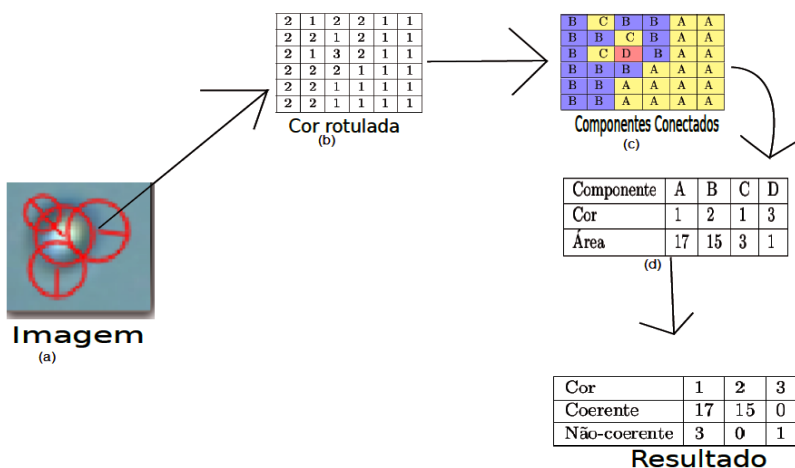 2 1 2 2 1 1
2 2 1 2 1 1
2 1 3 2 1 1
2 2 2 1 1 1
2 2 1 1 1 1
2 2 1 1 1 1
Cor rotulada
(b)
B C B B A A
B B C B A A
B C D B A A
B B B A A A
B B A A A A
B B A A A A
Componentes Conectados
(c)
Componente A B C D
Cor 1 2 1 3
Área 17 15 3 1
(d)
Imagem
(a)
Cor 1 2 3
Coerente 17 15 0
Não-coerente 3 0 1
Resultado